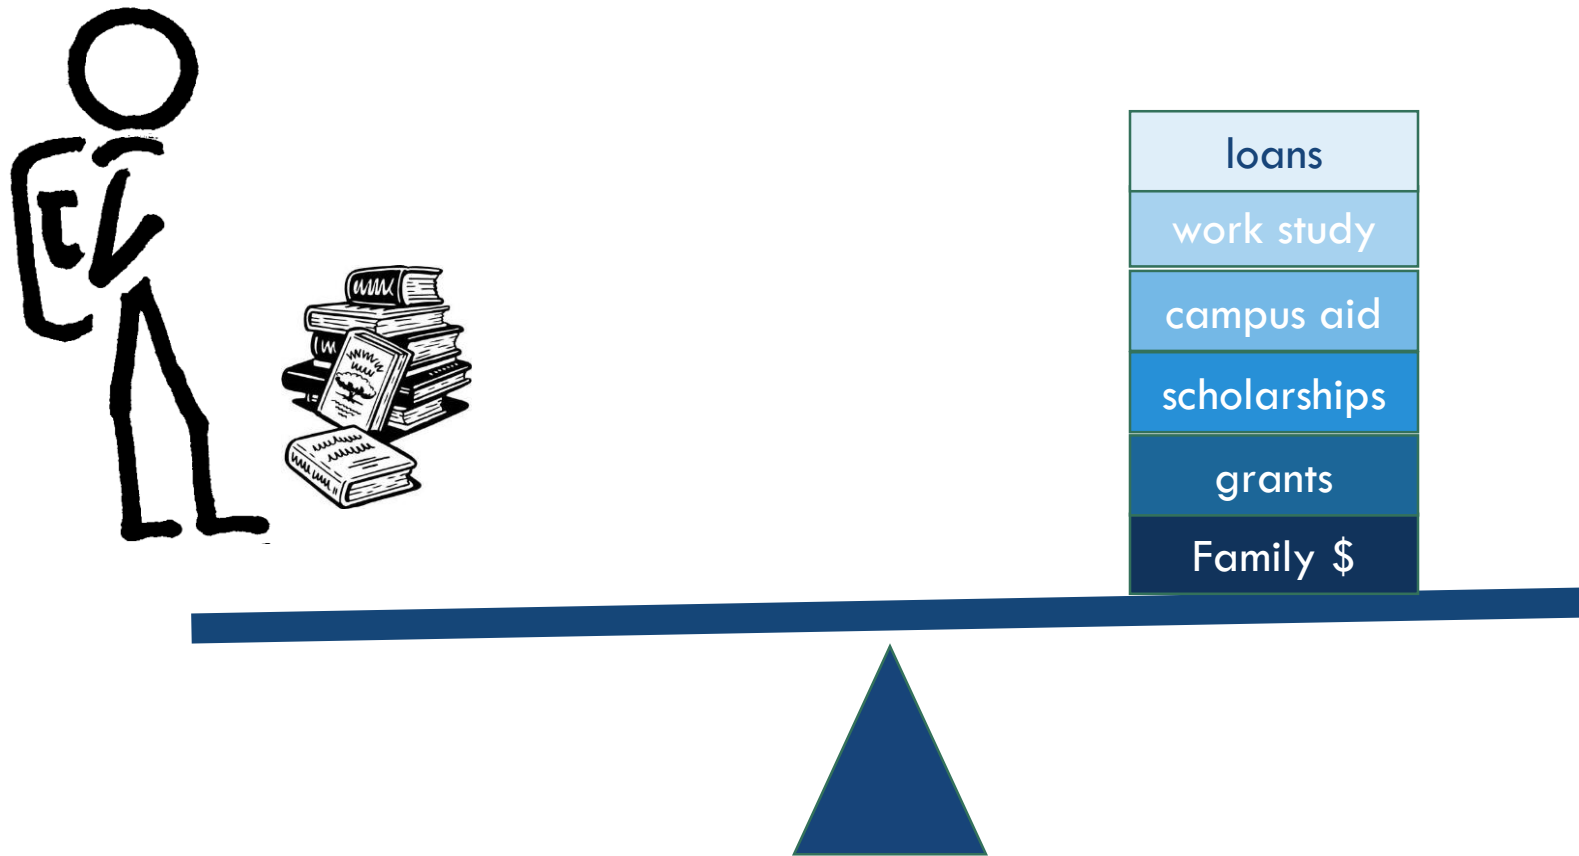 loans
work study
campus aid
scholarships
grants
Family $